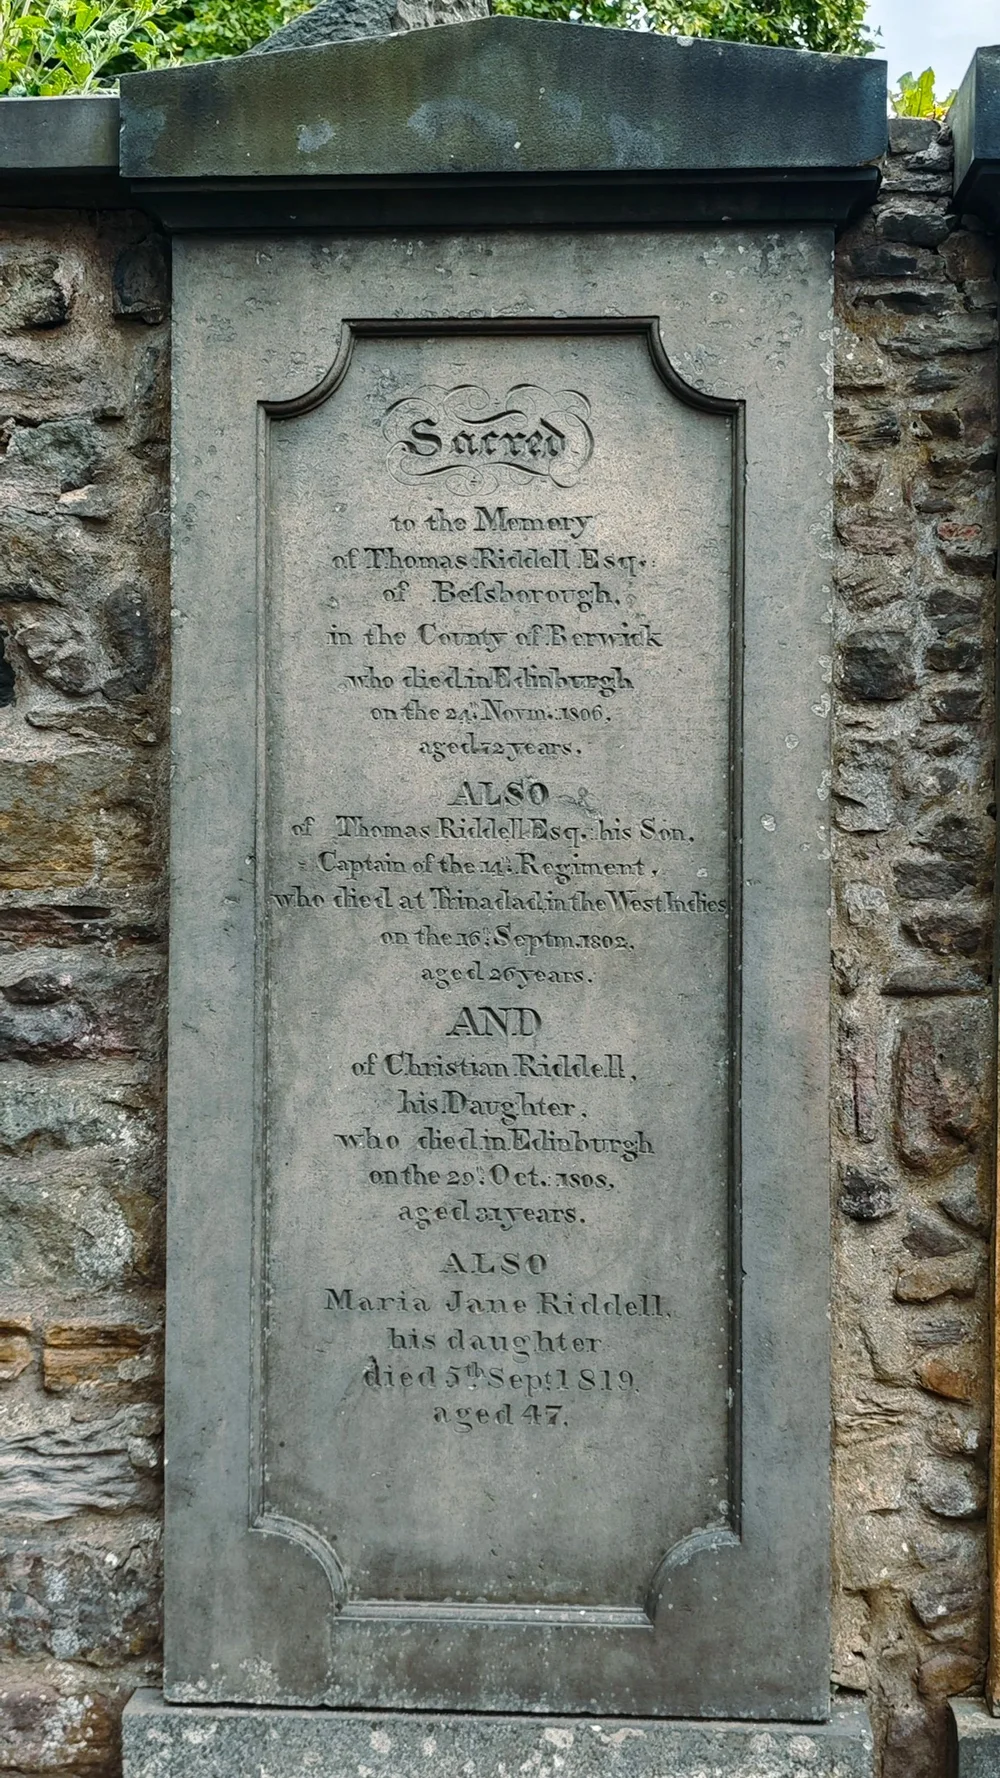 Sacred
to the Memory
of Thomas Riddell Esq.
of Beſsborough,
in the County of Berwick
who died in Edinburgh
on the 24th Novm. 1806,
aged 72 years.
ALSO
of Thomas Riddell Esq. his Son,
Captain of the 14th Regiment,
who died at Trinadad, in the West Indies
on the 16th Septm. 1802,
aged 26 years.
AND
of Christian Riddell,
his Daughter,
who died in Edinburgh
on the 29th Oct. 1808,
aged 31 years.
ALSO
Maria Jane Riddell,
his daughter
died 5th Sept. 1819,
aged 47.